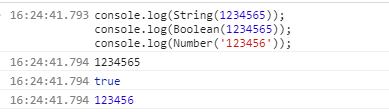 16:24:41.793 console.log(String(1234565));
console.log(Boolean(1234565));
console.log(Number('123456'));
16:24:41.794 1234565
16:24:41.794 true
16:24:41.794 123456